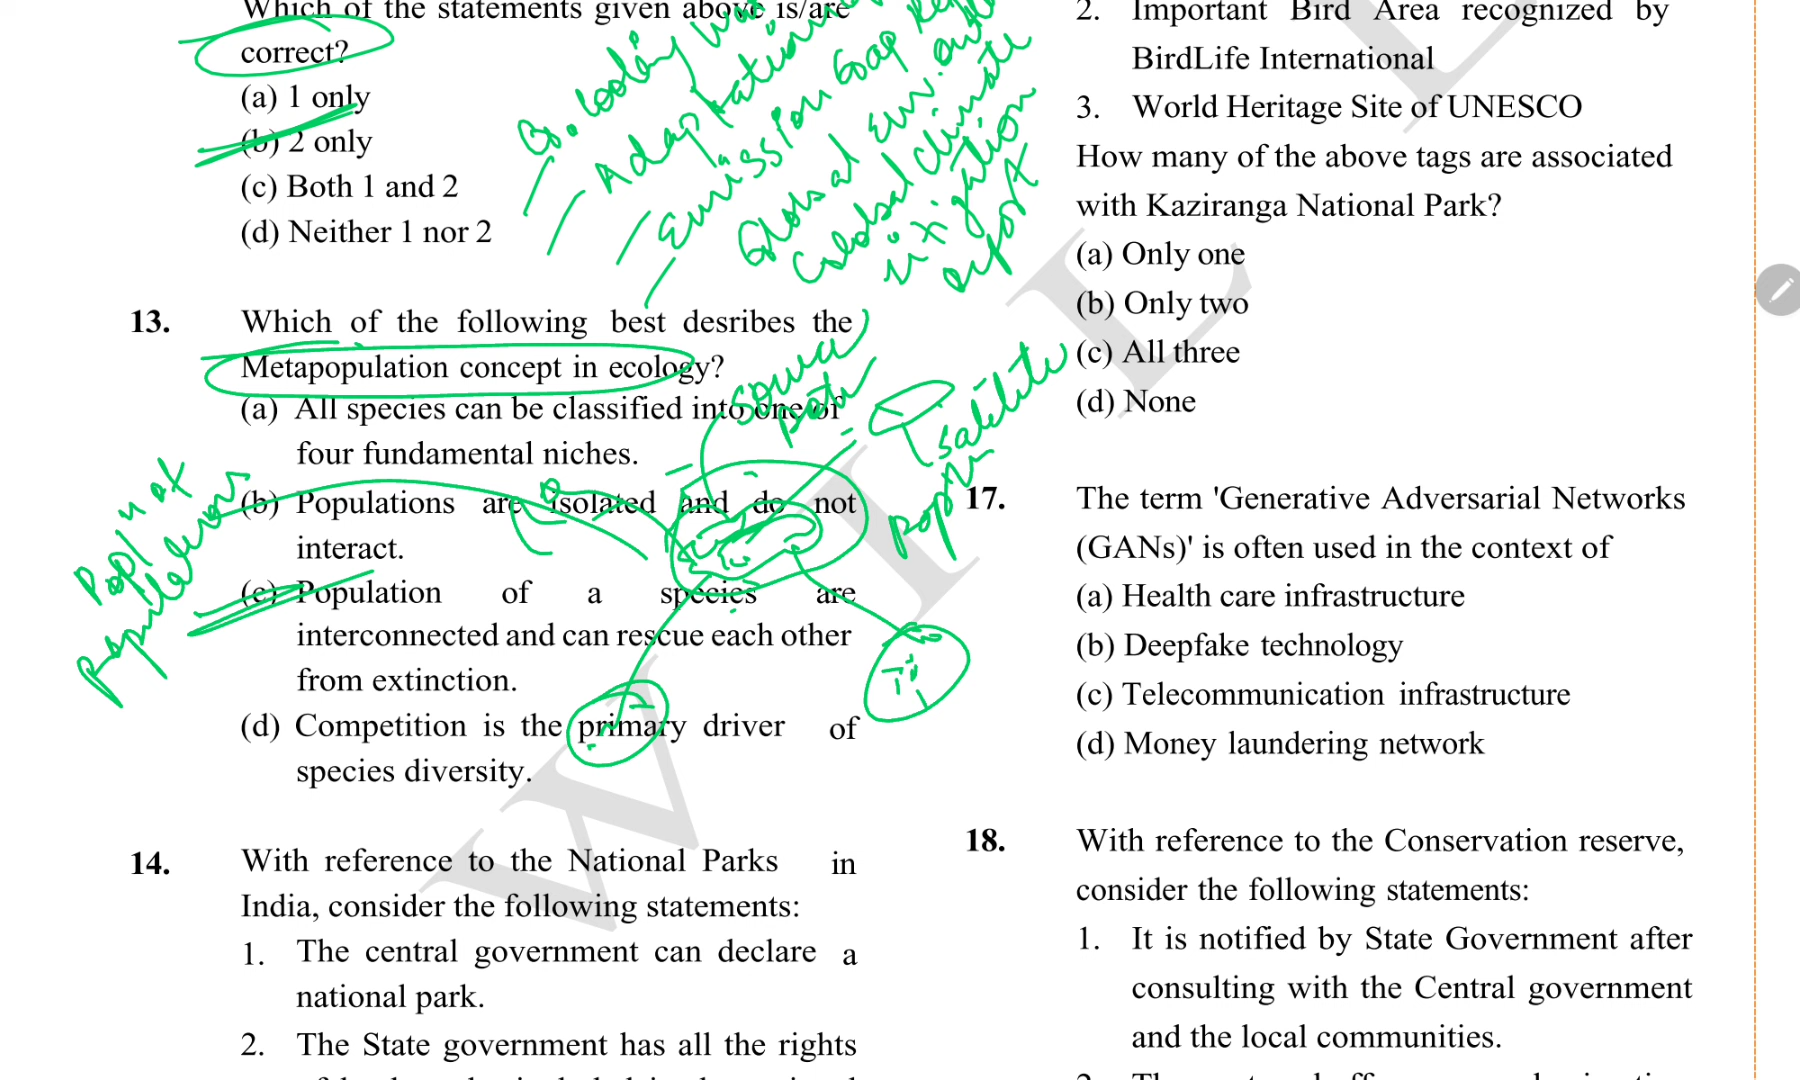 Which of the statements given above is/are
correct?
(a) 1 only
(b) 2 only
(c) Both 1 and 2
(d) Neither 1 nor 2
Adaptation
Emission Gap
Global
Global climate
mitigation
13. Which of the following best desribes the
Metapopulation concept in ecology?
(a) All species can be classified into one of
four fundamental niches.
(b) Populations are isolated and do not
interact.
(c) Population of a species are
interconnected and can rescue each other
from extinction.
(d) Competition is the primary driver of
species diversity.
source
satellite
popn
Popln of
populations
14. With reference to the National Parks in
India, consider the following statements:
1. The central government can declare a
national park.
2. The State government has all the rights
2. Important Bird Area recognized by
BirdLife International
3. World Heritage Site of UNESCO
How many of the above tags are associated
with Kaziranga National Park?
(a) Only one
(b) Only two
(c) All three
(d) None
17. The term 'Generative Adversarial Networks
(GANs)' is often used in the context of
(a) Health care infrastructure
(b) Deepfake technology
(c) Telecommunication infrastructure
(d) Money laundering network
18. With reference to the Conservation reserve,
consider the following statements:
1. It is notified by State Government after
consulting with the Central government
and the local communities.